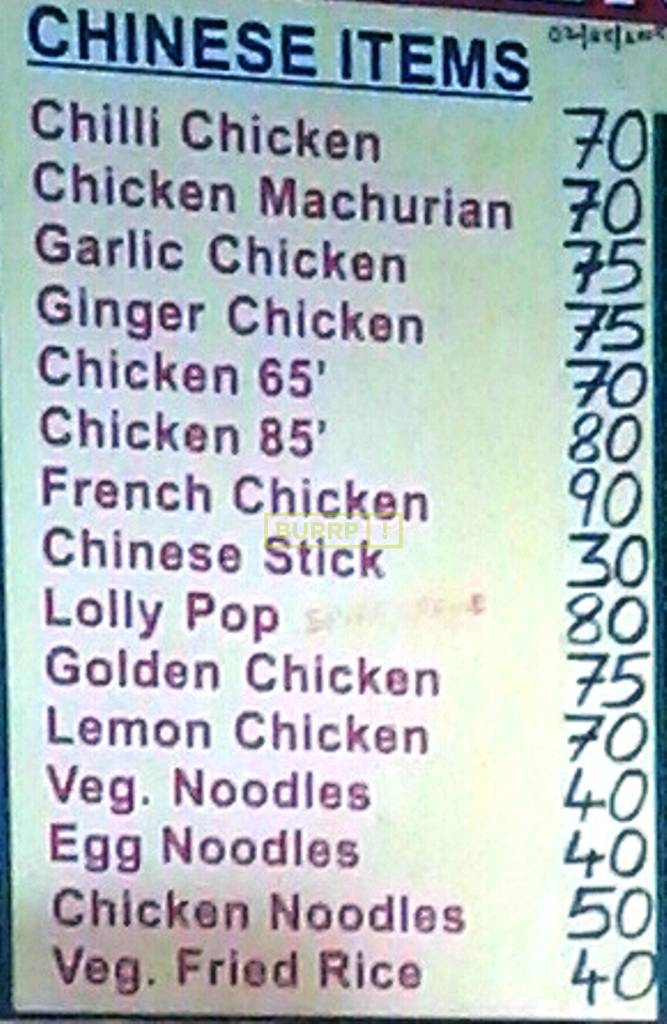 CHINESE ITEMS
Chilli Chicken 70
Chicken Machurian 70
Garlic Chicken 75
Ginger Chicken 75
Chicken 65' 70
Chicken 85' 80
French Chicken 90
BURRP!
Chinese Stick 30
Lolly Pop 80
Golden Chicken 75
Lemon Chicken 70
Veg. Noodles 40
Egg Noodles 40
Chicken Noodles 50
Veg. Fried Rice 40